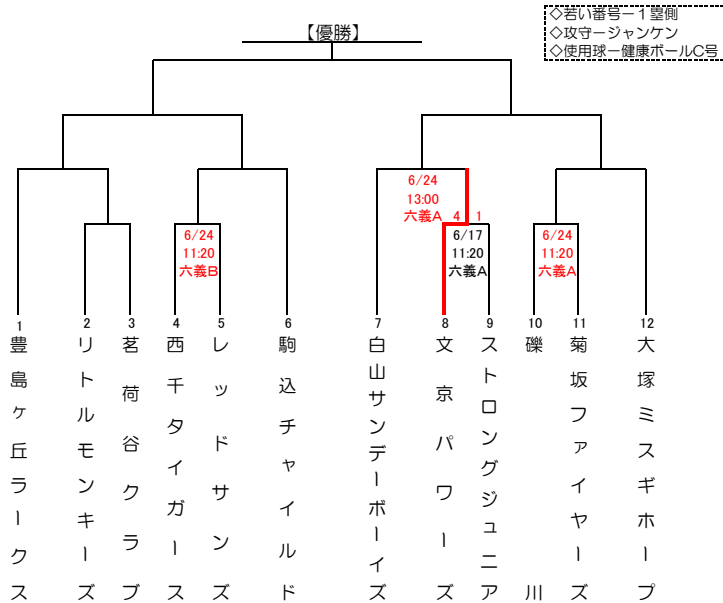 ◇若い番号－１塁側
◇攻守－ジャンケン
◇使用球－健康ボールC号
【優勝】
6/24
13:00
六義A
4 1
6/17
11:20
六義A
6/24
11:20
六義B
6/24
11:20
六義A
1
豊島ヶ丘ラークス
2
リトルモンキーズ
3
茗荷谷クラブ
4
西千タイガース
5
レッドサンズ
6
駒込チャイルド
7
白山サンデーボーイズ
8
文京パワーズ
9
ストロングジュニア
10
礫川
11
菊坂ファイヤーズ
12
大塚ミスギホープ